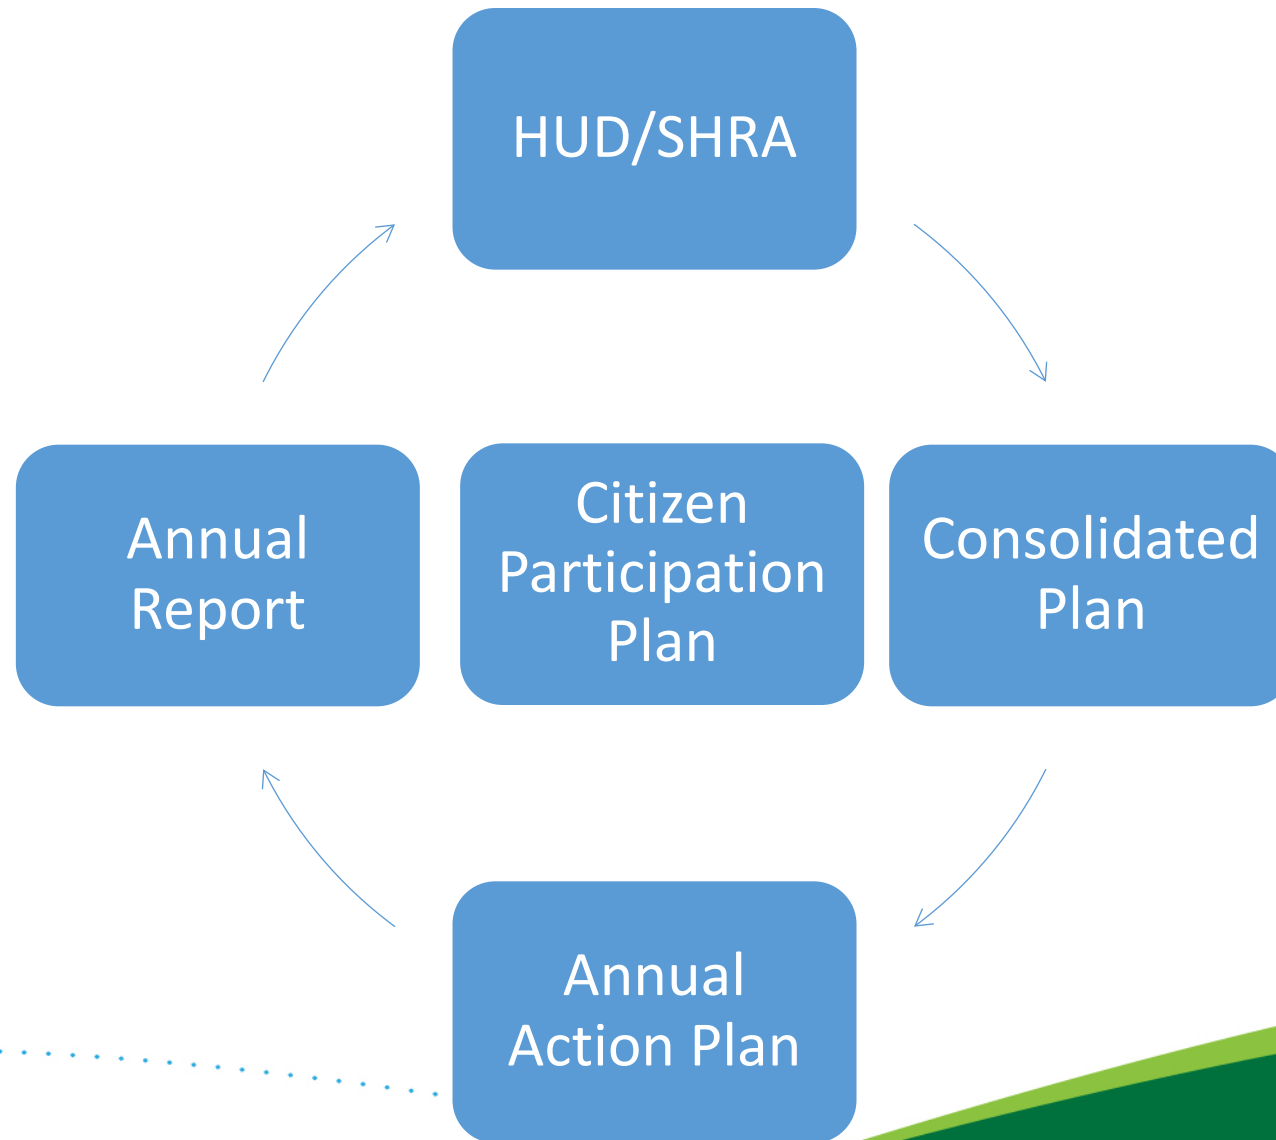 HUD/SHRA
Annual
Report
Citizen
Participation
Plan
Consolidated
Plan
Annual
Action Plan